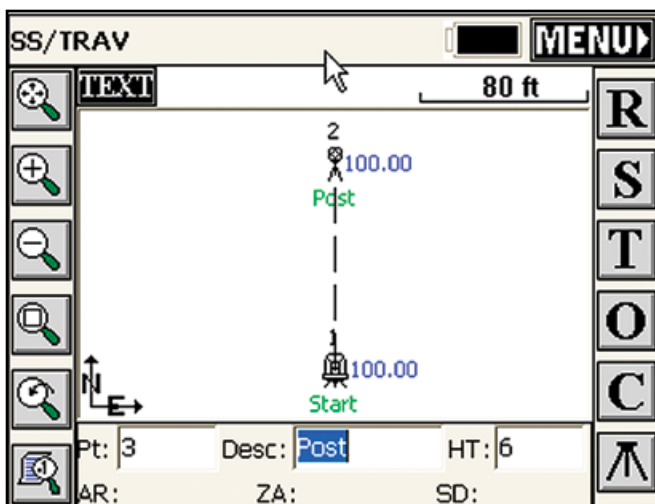 SS/TRAV
MENU
TEXT
80 ft
R
S
T
O
C
2
100.00
Post
1
100.00
Start
N
E
Pt: 3 Desc: Post HT: 6
AR: ZA: SD: